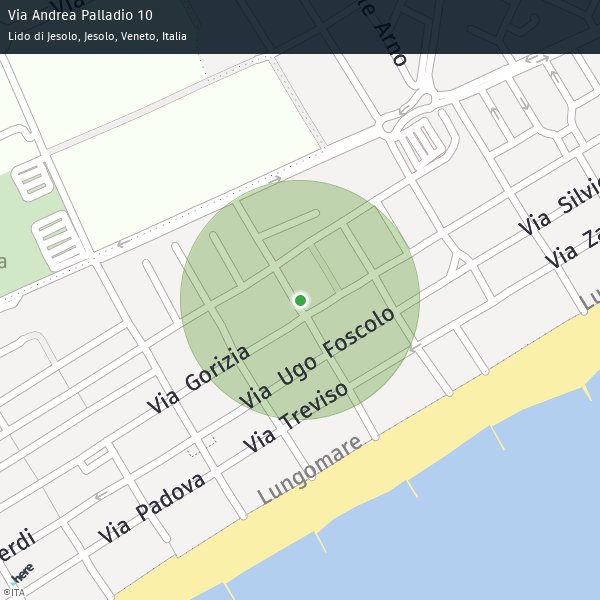 Via Andrea Palladio 10
Lido di Jesolo, Jesolo, Veneto, Italia
Arno
Via Silvi
Via Za
Via Gorizia
Via Ugo Foscolo
Via Treviso
Lungomare
Via Padova
erdi
here
©ITA